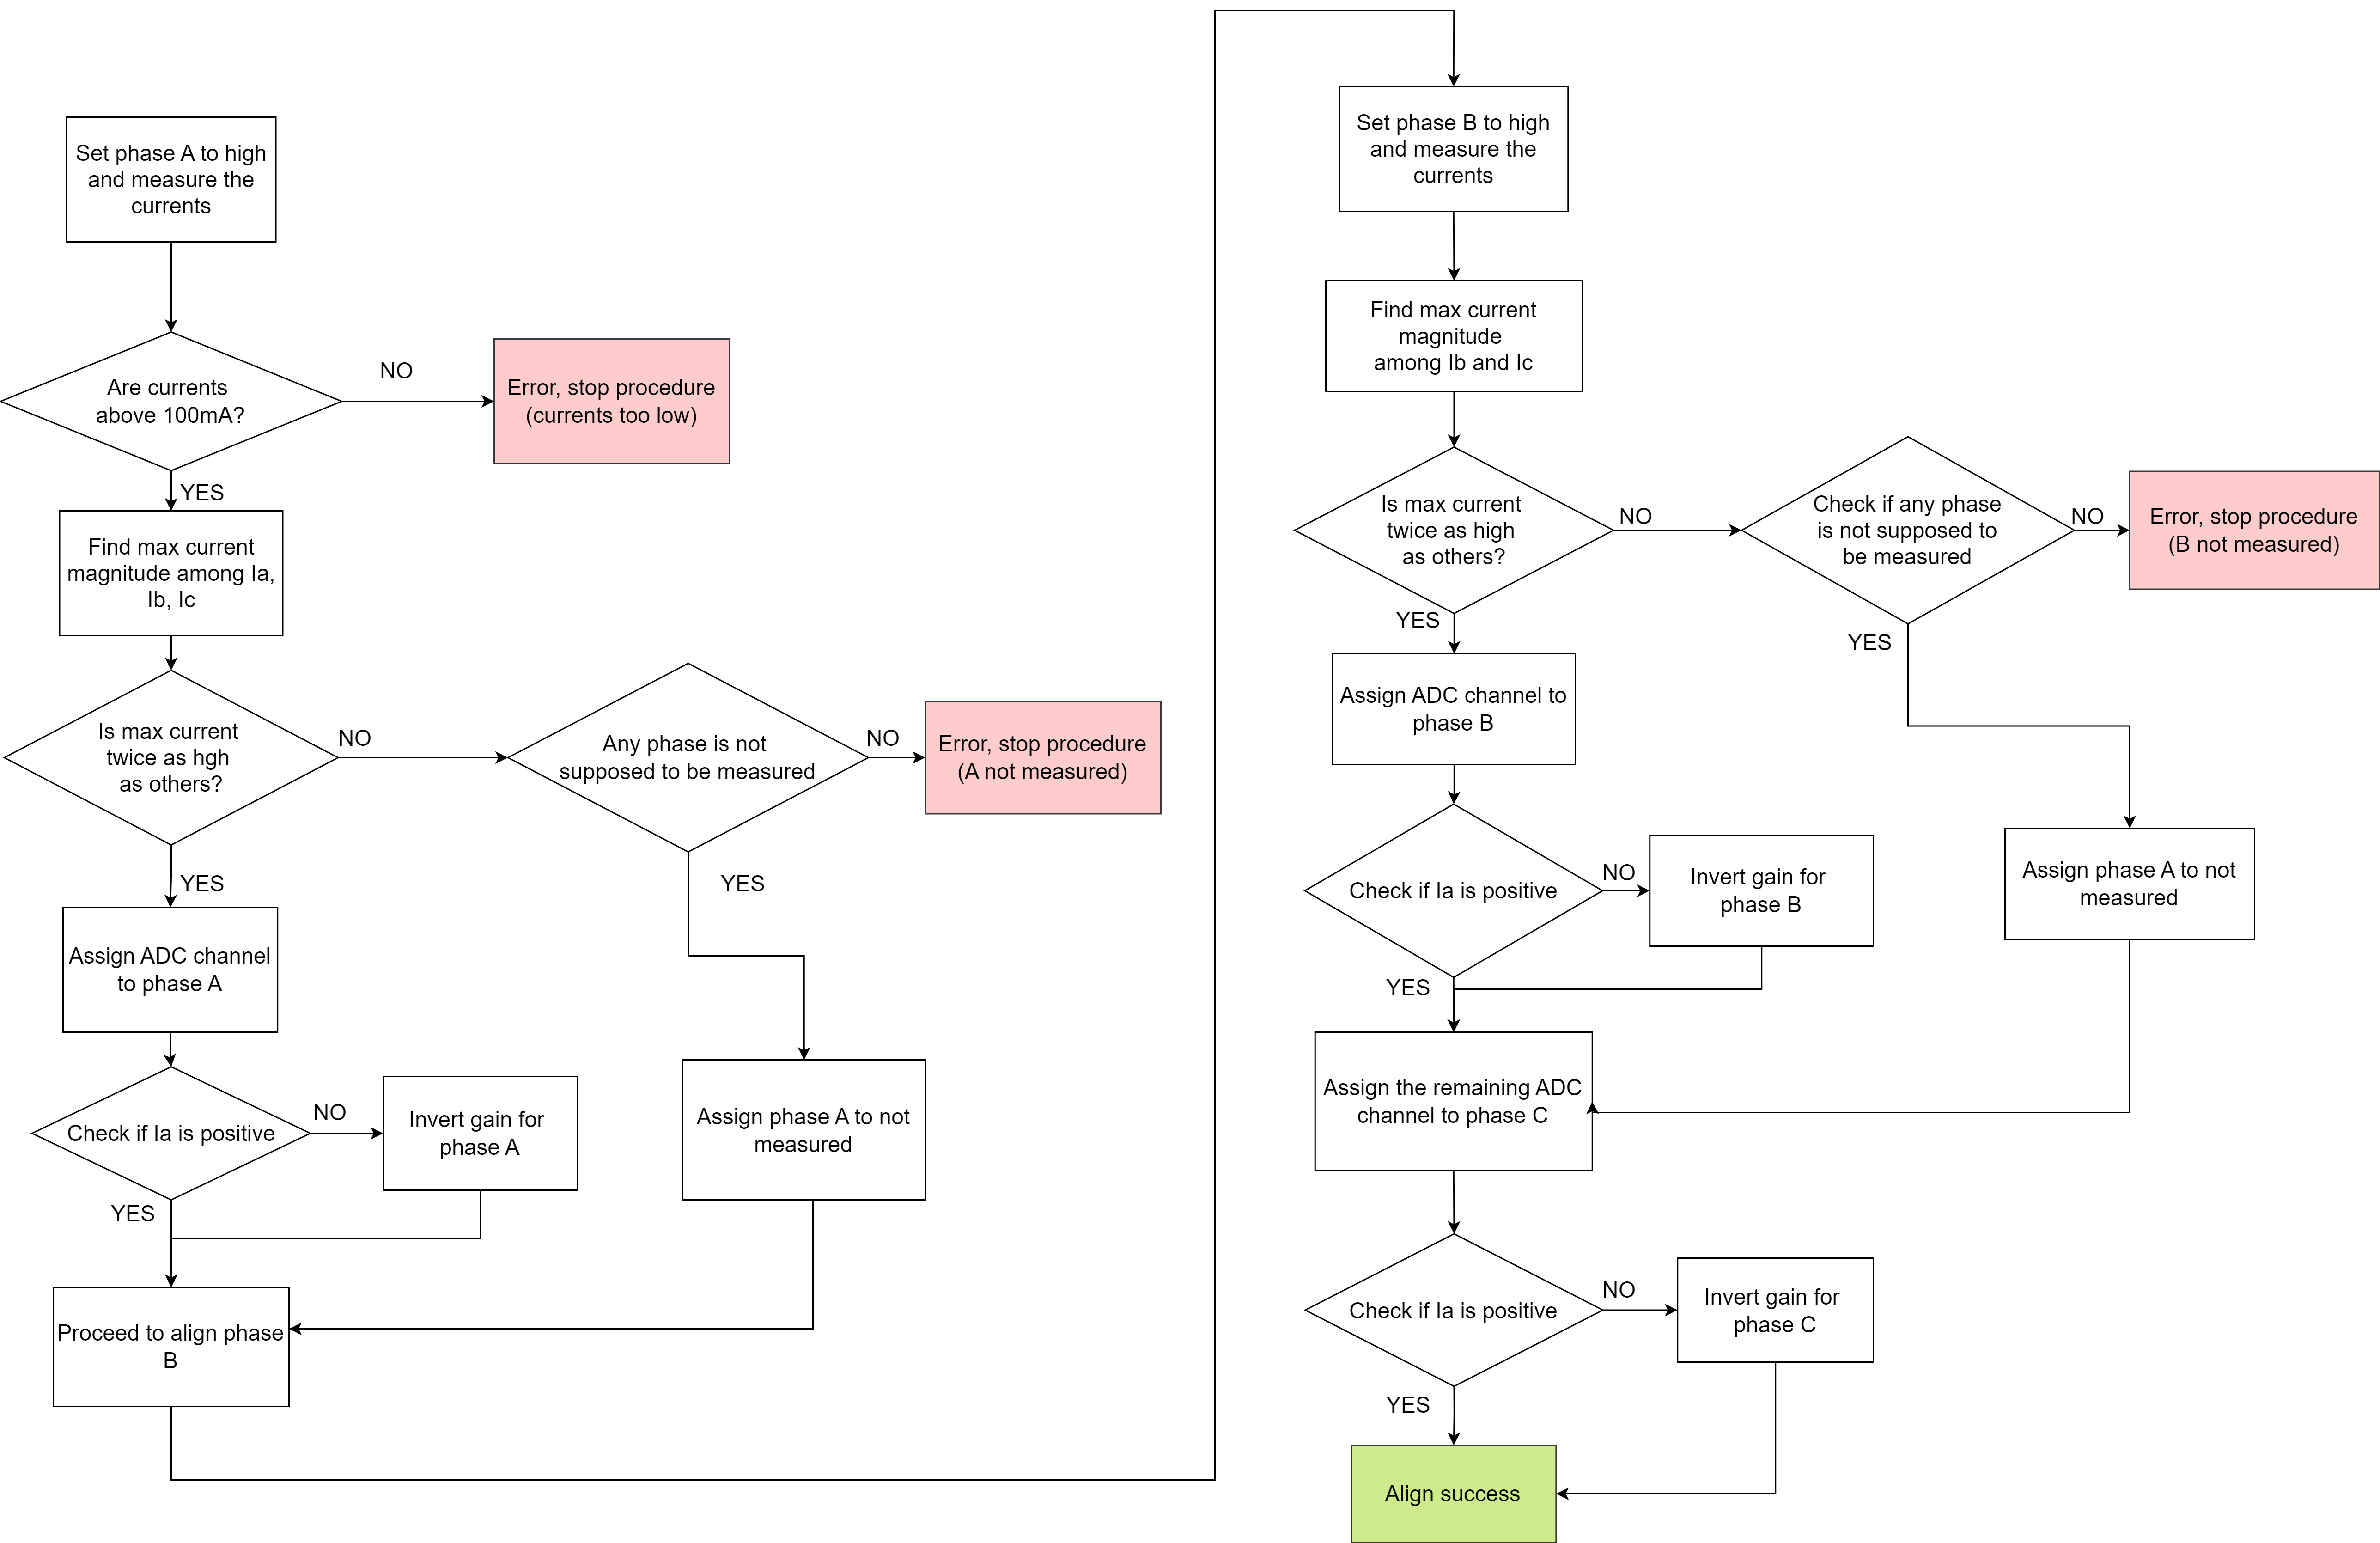 Set phase A to high
and measure the
currents
Are currents
above 100mA?
NO
Error, stop procedure
(currents too low)
YES
Find max current
magnitude among Ia,
Ib, Ic
Is max current
twice as hgh
as others?
NO
Any phase is not
supposed to be measured
NO
Error, stop procedure
(A not measured)
YES
YES
Assign ADC channel
to phase A
Check if Ia is positive
NO
Invert gain for
phase A
Assign phase A to not
measured
YES
Proceed to align phase
B
Set phase B to high
and measure the
currents
Find max current
magnitude
among Ib and Ic
Is max current
twice as high
as others?
NO
Check if any phase
is not supposed to
be measured
NO
Error, stop procedure
(B not measured)
YES
YES
Assign ADC channel to
phase B
Check if Ia is positive
NO
Invert gain for
phase B
Assign phase A to not
measured
YES
Assign the remaining ADC
channel to phase C
Check if Ia is positive
NO
Invert gain for
phase C
YES
Align success